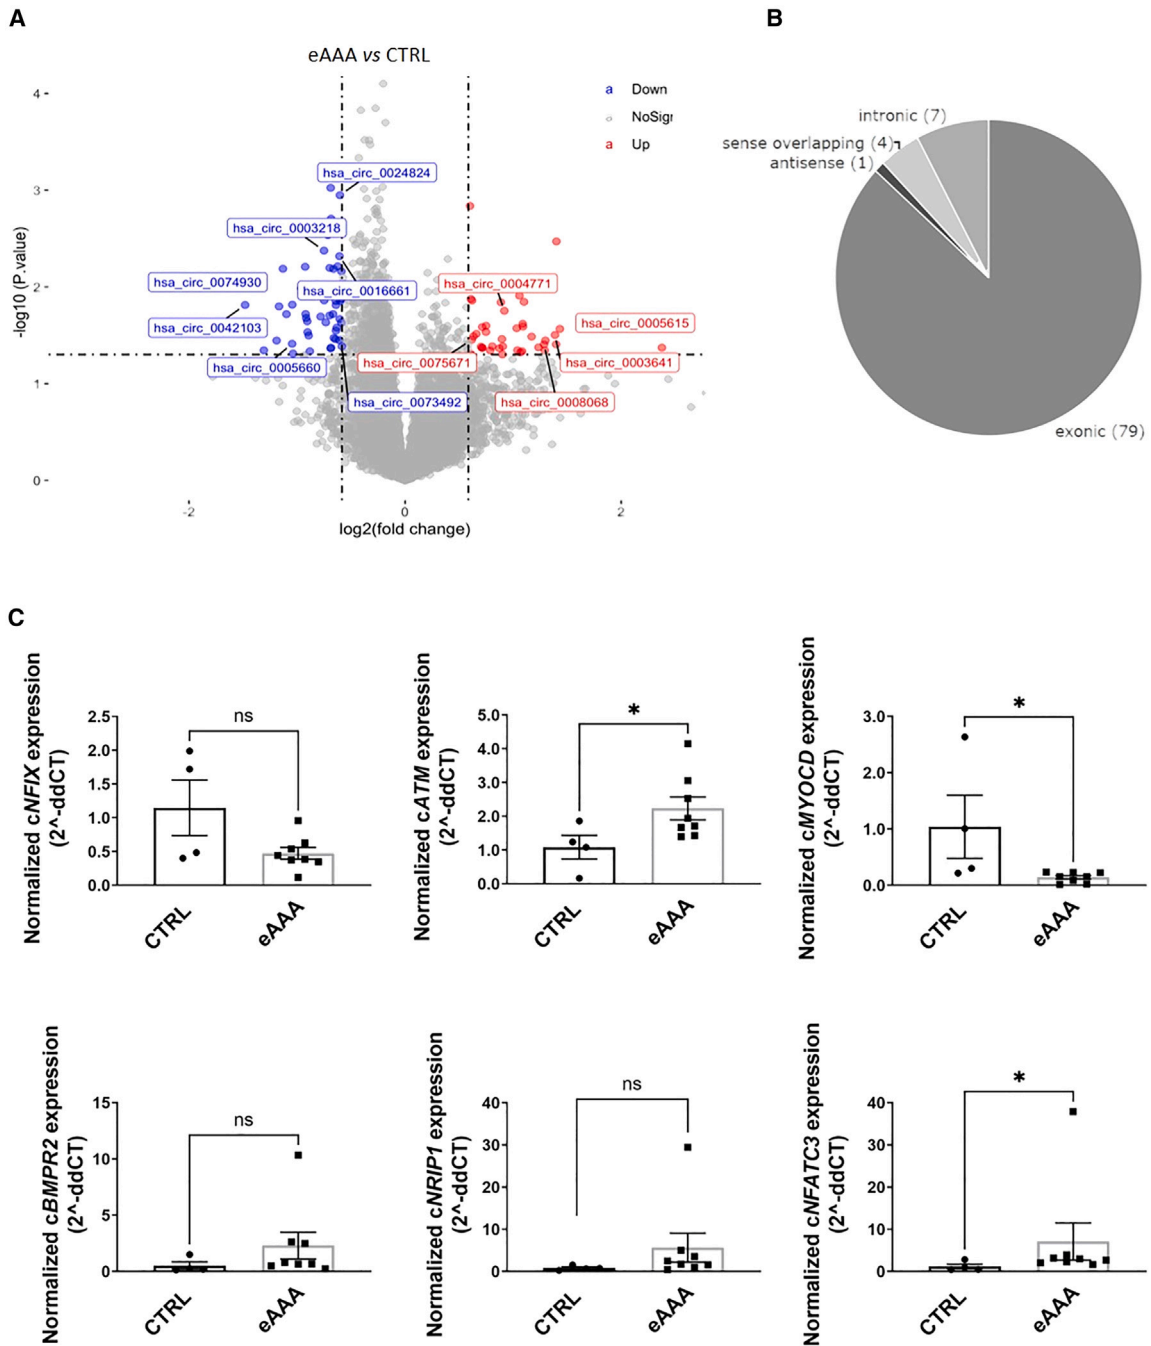 A
B
eAAA vs CTRL
-log10 (P.value)
4
3
2
1
0
-2
0
2
log2(fold change)
a Down
a NoSigr
a Up
hsa_circ_0024824
hsa_circ_0003218
hsa_circ_0074930
hsa_circ_0016661
hsa_circ_0042103
hsa_circ_0005660
hsa_circ_0073492
hsa_circ_0004771
hsa_circ_0005615
hsa_circ_0075671
hsa_circ_0003641
hsa_circ_0008068
intronic (7)
sense overlapping (4)
antisense (1)
exonic (79)
C
Normalized cNFIX expression
(2^-ddCT)
2.5
2.0
1.5
1.0
0.5
0.0
ns
CTRL
eAAA
Normalized cATM expression
(2^-ddCT)
5.0
4.0
3.0
2.0
1.0
0.0
*
CTRL
eAAA
Normalized cMYOCD expression
(2^-ddCT)
3.0
2.0
1.0
0.0
*
CTRL
eAAA
Normalized cBMPR2 expression
(2^-ddCT)
15
10
5
0
ns
CTRL
eAAA
Normalized cNRIP1 expression
(2^-ddCT)
40
30
20
10
0
ns
CTRL
eAAA
Normalized cNFATC3 expression
(2^-ddCT)
40
30
20
10
0
*
CTRL
eAAA